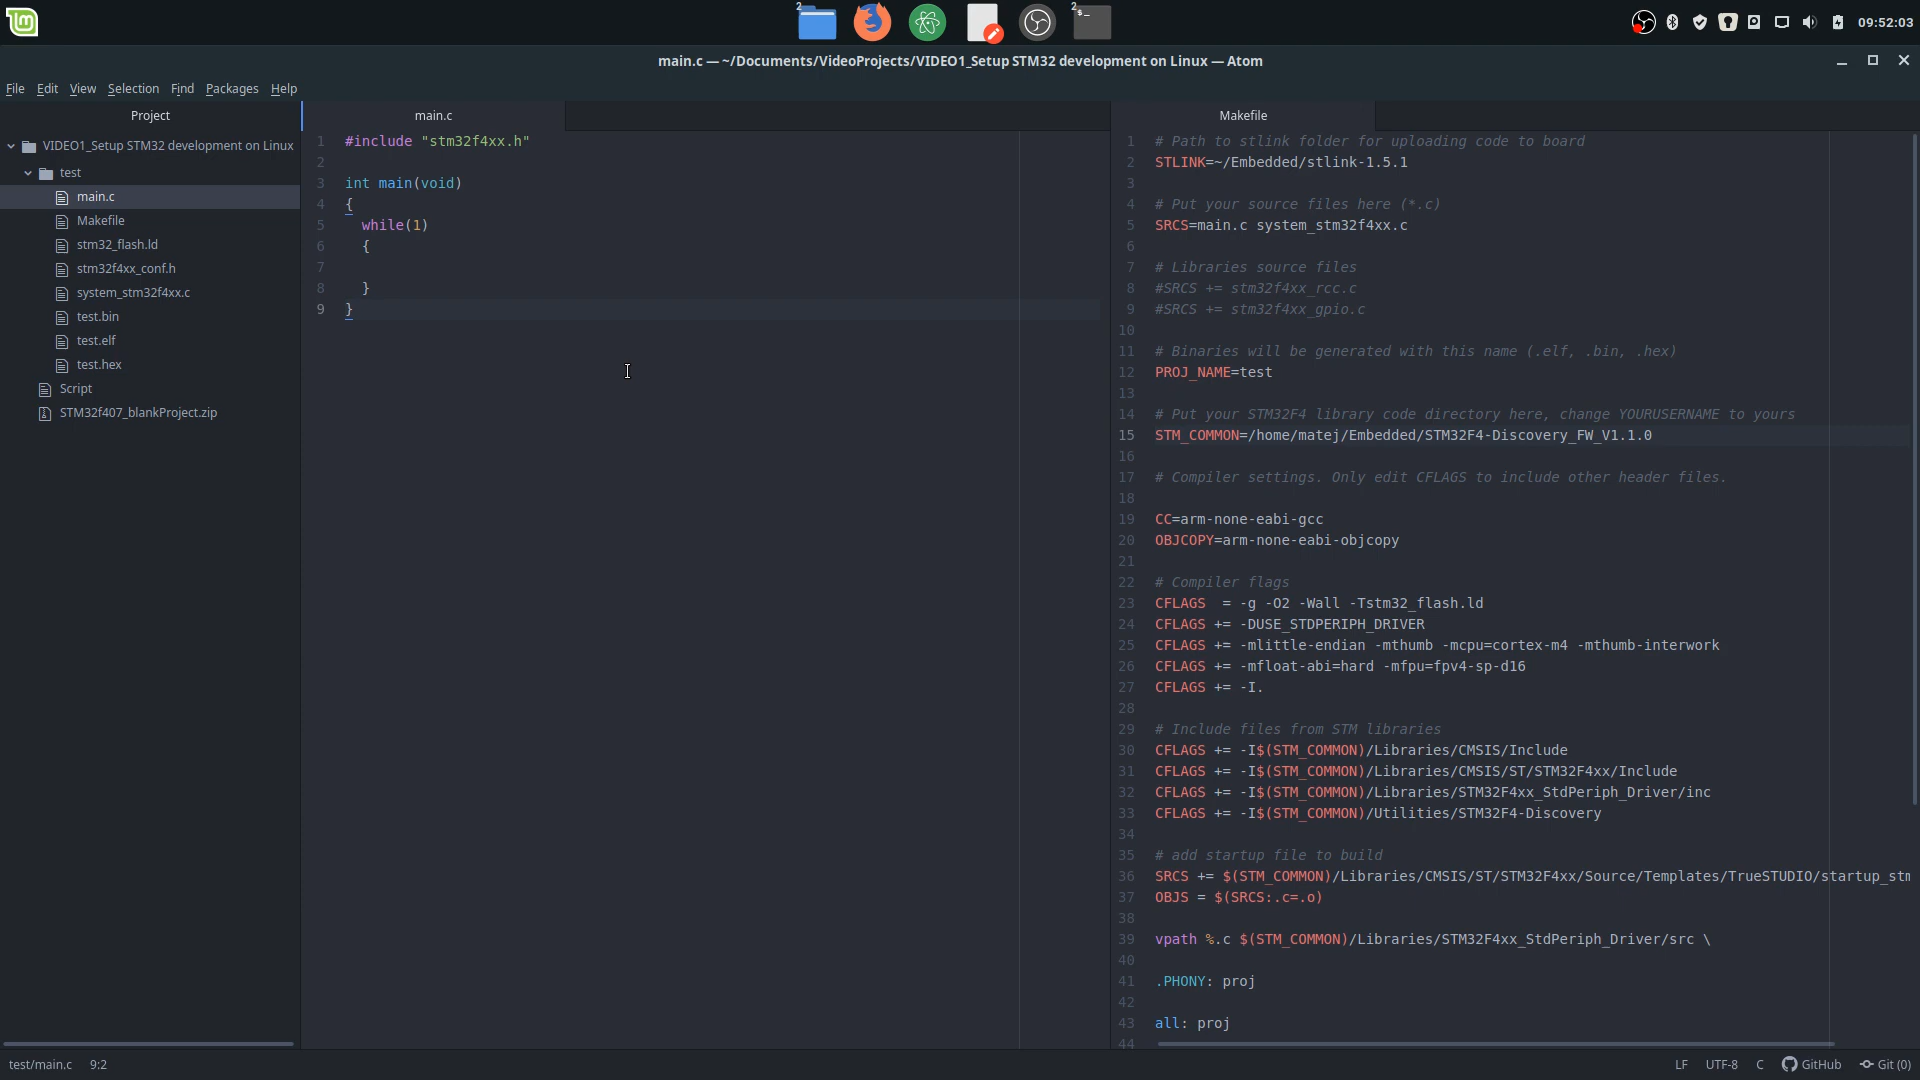 2
2
$-
09:52:03
main.c — ~/Documents/VideoProjects/VIDEO1_Setup STM32 development on Linux — Atom
File Edit View Selection Find Packages Help
Project
VIDEO1_Setup STM32 development on Linux
test
main.c
Makefile
stm32_flash.ld
stm32f4xx_conf.h
system_stm32f4xx.c
test.bin
test.elf
test.hex
Script
STM32f407_blankProject.zip
main.c
1 #include "stm32f4xx.h"
2
3 int main(void)
4 {
5 while(1)
6 {
7
8 }
9 }
Makefile
1 # Path to stlink folder for uploading code to board
2 STLINK=~/Embedded/stlink-1.5.1
3
4 # Put your source files here (*.c)
5 SRCS=main.c system_stm32f4xx.c
6
7 # Libraries source files
8 #SRCS += stm32f4xx_rcc.c
9 #SRCS += stm32f4xx_gpio.c
10
11 # Binaries will be generated with this name (.elf, .bin, .hex)
12 PROJ_NAME=test
13
14 # Put your STM32F4 library code directory here, change YOURUSERNAME to yours
15 STM_COMMON=/home/matej/Embedded/STM32F4-Discovery_FW_V1.1.0
16
17 # Compiler settings. Only edit CFLAGS to include other header files.
18
19 CC=arm-none-eabi-gcc
20 OBJCOPY=arm-none-eabi-objcopy
21
22 # Compiler flags
23 CFLAGS  = -g -O2 -Wall -Tstm32_flash.ld
24 CFLAGS += -DUSE_STDPERIPH_DRIVER
25 CFLAGS += -mlittle-endian -mthumb -mcpu=cortex-m4 -mthumb-interwork
26 CFLAGS += -mfloat-abi=hard -mfpu=fpv4-sp-d16
27 CFLAGS += -I.
28
29 # Include files from STM libraries
30 CFLAGS += -I$(STM_COMMON)/Libraries/CMSIS/Include
31 CFLAGS += -I$(STM_COMMON)/Libraries/CMSIS/ST/STM32F4xx/Include
32 CFLAGS += -I$(STM_COMMON)/Libraries/STM32F4xx_StdPeriph_Driver/inc
33 CFLAGS += -I$(STM_COMMON)/Utilities/STM32F4-Discovery
34
35 # add startup file to build
36 SRCS += $(STM_COMMON)/Libraries/CMSIS/ST/STM32F4xx/Source/Templates/TrueSTUDIO/startup_stm
37 OBJS = $(SRCS:.c=.o)
38
39 vpath %.c $(STM_COMMON)/Libraries/STM32F4xx_StdPeriph_Driver/src \
40
41 .PHONY: proj
42
43 all: proj
44
test/main.c 9:2
LF UTF-8 C GitHub Git (0)